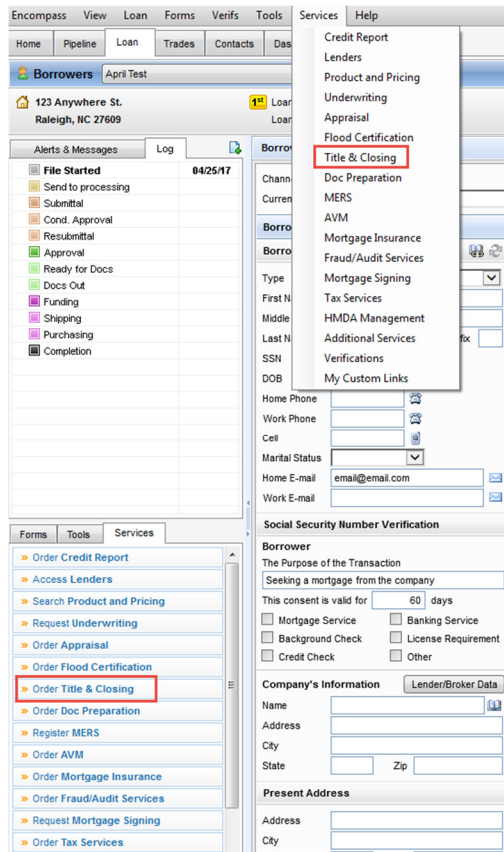 Encompass View Loan Forms Verifs Tools Services Help
Home Pipeline Loan Trades Contacts Das
Borrowers April Test
123 Anywhere St.
Raleigh, NC 27609
1st Loan
Loan
Credit Report
Lenders
Product and Pricing
Underwriting
Appraisal
Flood Certification
Title & Closing
Doc Preparation
MERS
AVM
Mortgage Insurance
Fraud/Audit Services
Mortgage Signing
Tax Services
HMDA Management
Additional Services
Verifications
My Custom Links
Alerts & Messages Log
File Started 04/25/17
Send to processing
Submittal
Cond. Approval
Resubmittal
Approval
Ready for Docs
Docs Out
Funding
Shipping
Purchasing
Completion
Forms Tools Services
» Order Credit Report
» Access Lenders
» Search Product and Pricing
» Request Underwriting
» Order Appraisal
» Order Flood Certification
» Order Title & Closing
» Order Doc Preparation
» Register MERS
» Order AVM
» Order Mortgage Insurance
» Order Fraud/Audit Services
» Request Mortgage Signing
» Order Tax Services
Borrow
Chann
Curren
Borro
Borro
Type
First N
Middle
Last N fix
SSN
DOB
Home Phone
Work Phone
Cell
Marital Status
Home E-mail email@email.com
Work E-mail
Social Security Number Verification
Borrower
The Purpose of the Transaction
Seeking a mortgage from the company
This consent is valid for 60 days
Mortgage Service Banking Service
Background Check License Requirement
Credit Check Other
Company's Information Lender/Broker Data
Name
Address
City
State Zip
Present Address
Address
City